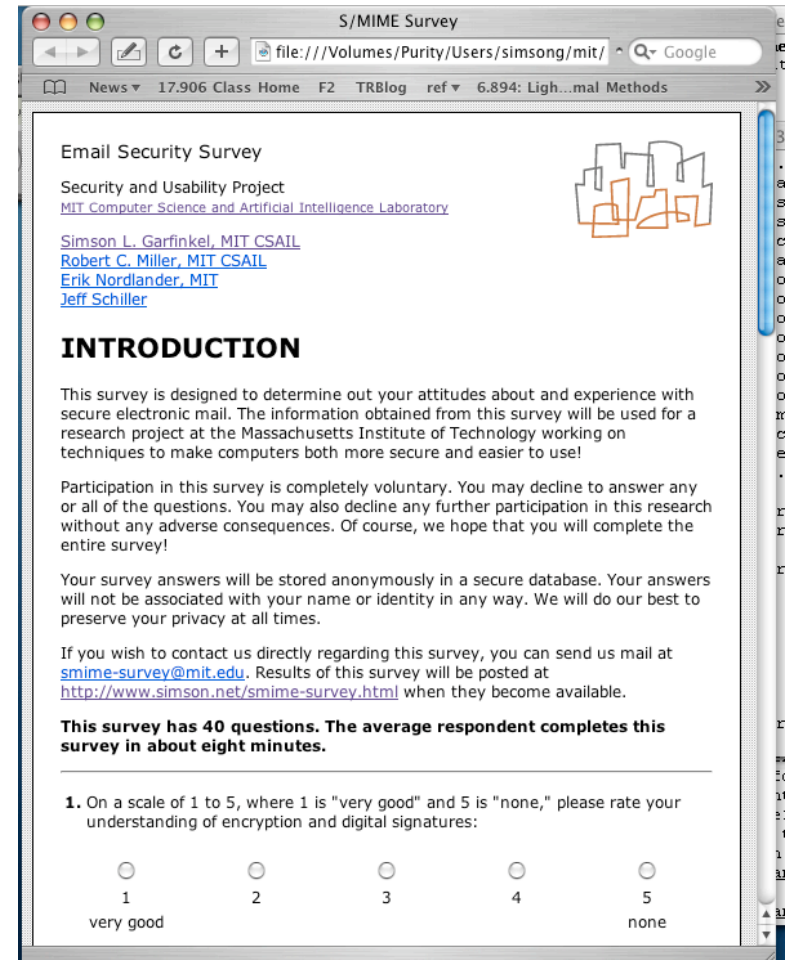 S/MIME Survey
file:///Volumes/Purity/Users/simsong/mit/
Google
News 17.906 Class Home F2 TRBlog ref 6.894: Ligh...mal Methods
Email Security Survey
Security and Usability Project
MIT Computer Science and Artificial Intelligence Laboratory
Simson L. Garfinkel, MIT CSAIL
Robert C. Miller, MIT CSAIL
Erik Nordlander, MIT
Jeff Schiller
INTRODUCTION
This survey is designed to determine out your attitudes about and experience with
secure electronic mail. The information obtained from this survey will be used for a
research project at the Massachusetts Institute of Technology working on
techniques to make computers both more secure and easier to use!
Participation in this survey is completely voluntary. You may decline to answer any
or all of the questions. You may also decline any further participation in this research
without any adverse consequences. Of course, we hope that you will complete the
entire survey!
Your survey answers will be stored anonymously in a secure database. Your answers
will not be associated with your name or identity in any way. We will do our best to
preserve your privacy at all times.
If you wish to contact us directly regarding this survey, you can send us mail at
smime-survey@mit.edu. Results of this survey will be posted at
http://www.simson.net/smime-survey.html when they become available.
This survey has 40 questions. The average respondent completes this
survey in about eight minutes.
1. On a scale of 1 to 5, where 1 is "very good" and 5 is "none," please rate your
understanding of encryption and digital signatures:
1 2 3 4 5
very good none